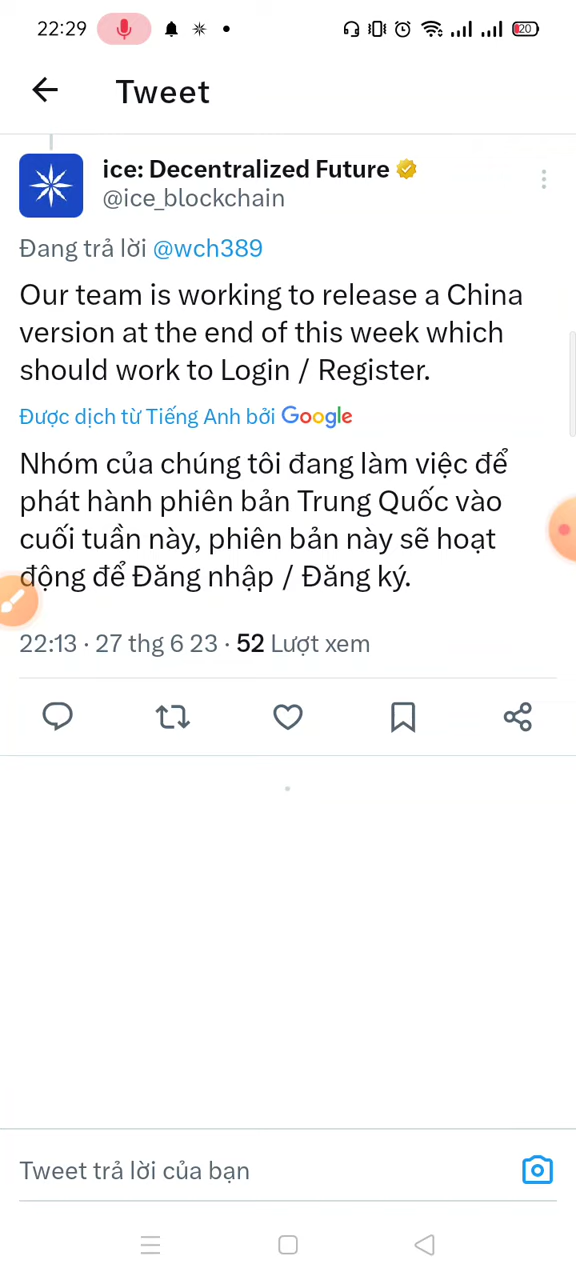 22:29
20
Tweet
ice: Decentralized Future
@ice_blockchain
Đang trả lời @wch389
Our team is working to release a China
version at the end of this week which
should work to Login / Register.
Được dịch từ Tiếng Anh bởi Google
Nhóm của chúng tôi đang làm việc để
phát hành phiên bản Trung Quốc vào
cuối tuần này, phiên bản này sẽ hoạt
động để Đăng nhập / Đăng ký.
22:13 · 27 thg 6 23 · 52 Lượt xem
Tweet trả lời của bạn